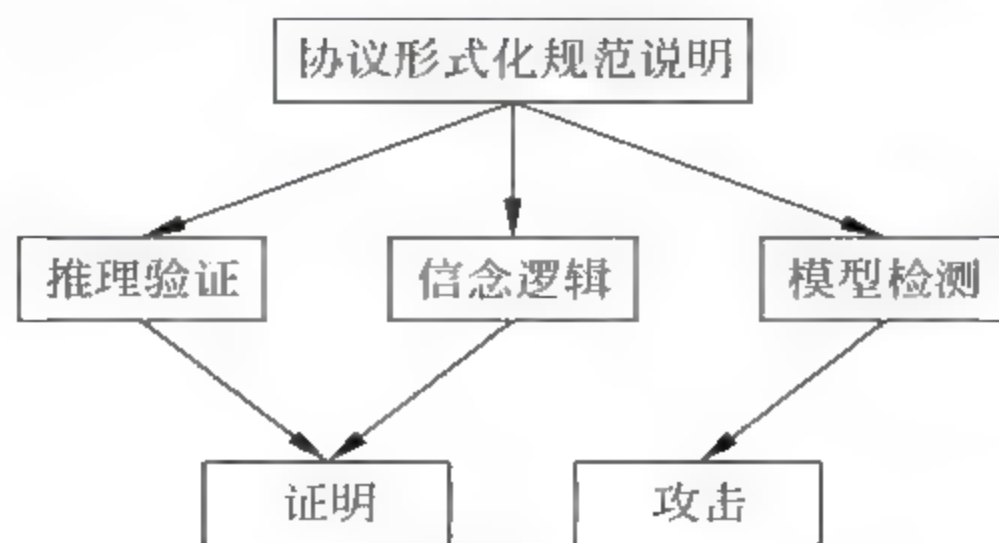 协议形式化规范说明
推理验证
信念逻辑
模型检测
证明
攻击